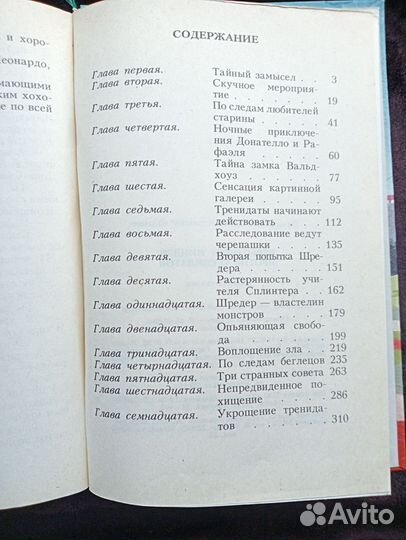 и хоро-
Леонардо,
мающими
ким хохо-
е по всей
СОДЕРЖАНИЕ
Глава первая. Тайный замысел . . 3
Глава вторая. Скучное мероприя-
тие . . . . . . 19
Глава третья. По следам любителей
старины . . . . 41
Глава четвертая. Ночные приключе-
ния Донателло и Ра-
фаэля . . . . . 60
Глава пятая. Тайна замка Вальд-
хоуз . . . . . 77
Глава шестая. Сенсация картинной
галереи . . . . 95
Глава седьмая. Тренидаты начинают
действовать . . . 112
Глава восьмая. Расследование ведут
черепашки . . . 135
Глава девятая. Вторая попытка Шре-
дера . . . . . 151
Глава десятая. Растерянность учи-
теля Сплинтера . . 162
Глава одиннадцатая. Шредер — властелин
монстров . . . . 179
Глава двенадцатая. Опьяняющая свобо-
да . . . . . . 199
Глава тринадцатая. Воплощение зла . . 219
Глава четырнадцатая. По следам беглецов 235
Глава пятнадцатая. Три странных совета 263
Глава шестнадцатая. Непредвиденное по-
хищение . . . . 286
Глава семнадцатая. Укрощение тренида-
тов . . . . . . 310
Avito